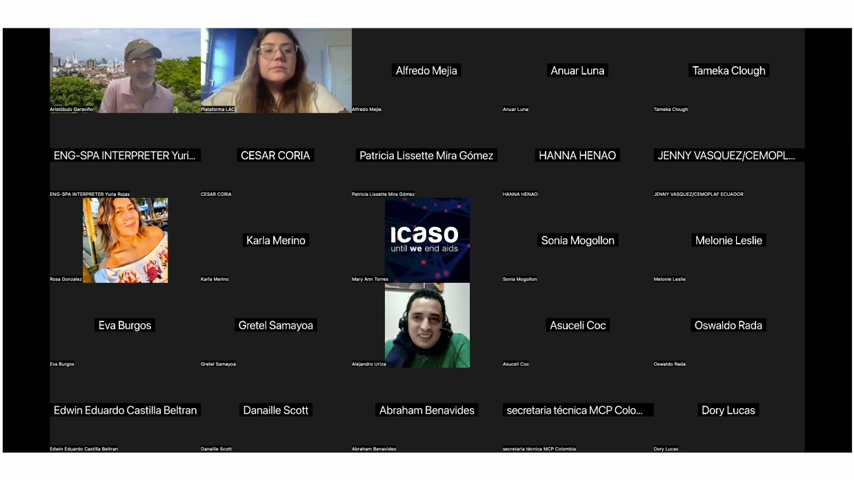 Aristóbulo Garaviño
Plataforma LAC
Alfredo Mejia
Alfredo Mejia
Anuar Luna
Anuar Luna
Tameka Clough
Tameka Clough
ENG-SPA INTERPRETER Yuri...
ENG-SPA INTERPRETER Yuria Rojas
CESAR CORIA
CESAR CORIA
Patricia Lissette Mira Gómez
Patricia Lissette Mira Gómez
HANNA HENAO
HANNA HENAO
JENNY VASQUEZ/CEMOPL...
JENNY VASQUEZ/CEMOPLAF ECUADOR
Rosa Gonzalez
Karla Merino
Karla Merino
icaso
until we end aids
Mary Ann Torres
Sonia Mogollon
Sonia Mogollon
Melonie Leslie
Melonie Leslie
Eva Burgos
Eva Burgos
Gretel Samayoa
Gretel Samayoa
Alejandro Uriza
Asuceli Coc
Asuceli Coc
Oswaldo Rada
Oswaldo Rada
Edwin Eduardo Castilla Beltran
Edwin Eduardo Castilla Beltran
Danaille Scott
Danaille Scott
Abraham Benavides
Abraham Benavides
secretaria técnica MCP Colo...
secretaria técnica MCP Colombia
Dory Lucas
Dory Lucas